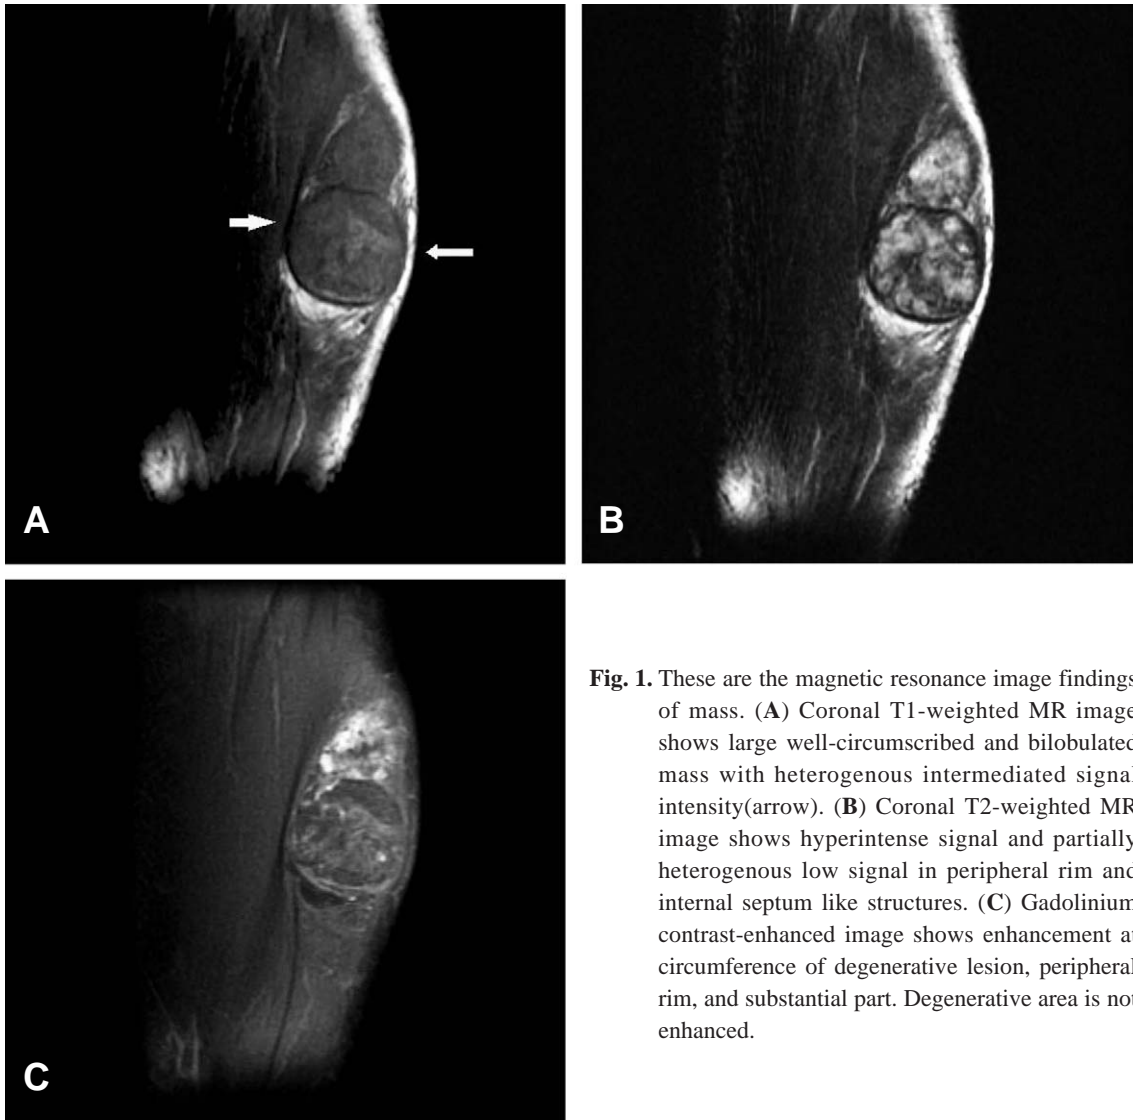 A
B
C
Fig. 1. These are the magnetic resonance image findings
of mass. (A) Coronal T1-weighted MR image
shows large well-circumscribed and bilobulated
mass with heterogenous intermediated signal
intensity(arrow). (B) Coronal T2-weighted MR
image shows hyperintense signal and partially
heterogenous low signal in peripheral rim and
internal septum like structures. (C) Gadolinium
contrast-enhanced image shows enhancement at
circumference of degenerative lesion, peripheral
rim, and substantial part. Degenerative area is not
enhanced.